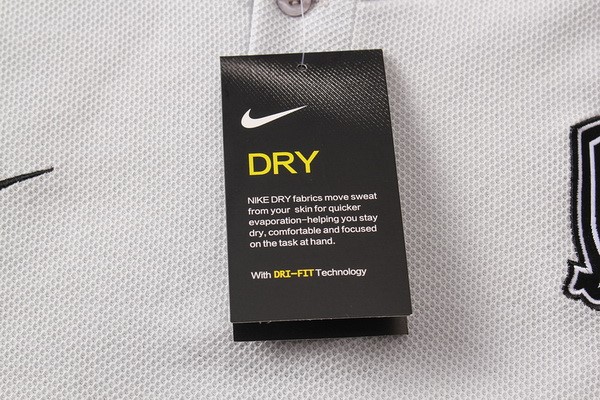 DRY
NIKE DRY fabrics move sweat
from your skin for quicker
evaporation-helping you stay
dry, comfortable and focused
on the task at hand.
With DRI-FIT Technology